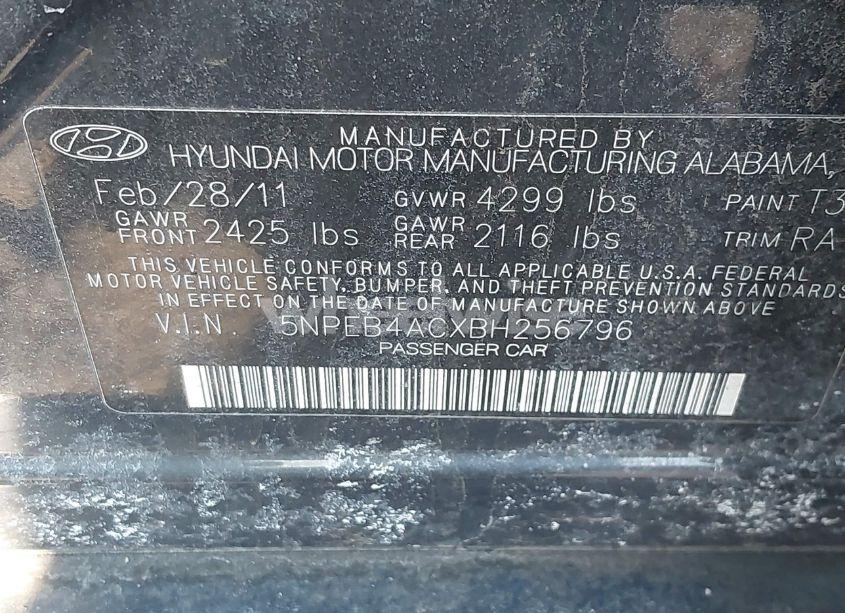 MANUFACTURED BY
HYUNDAI MOTOR MANUFACTURING ALABAMA,
Feb/28/11 GVWR 4299 lbs PAINT T3
GAWR FRONT 2425 lbs GAWR REAR 2116 lbs TRIM RA
THIS VEHICLE CONFORMS TO ALL APPLICABLE U.S.A. FEDERAL
MOTOR VEHICLE SAFETY, BUMPER, AND THEFT PREVENTION STANDARDS
IN EFFECT ON THE DATE OF MANUFACTURE SHOWN ABOVE
V.I.N 5NPEB4ACXBH256796
PASSENGER CAR